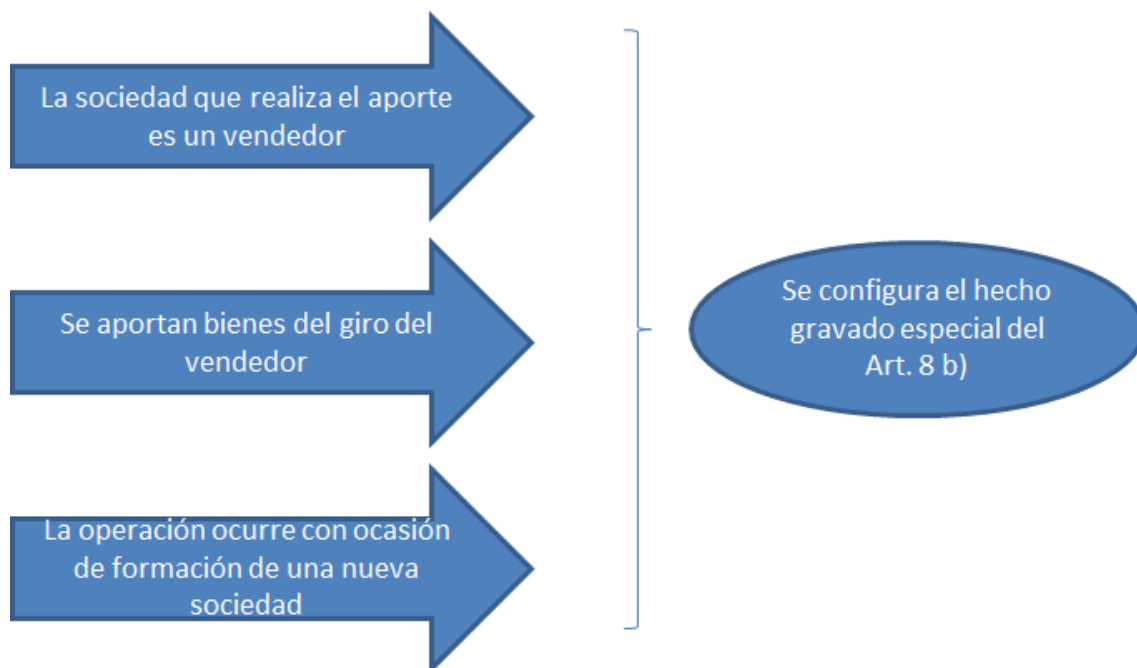 La sociedad que realiza el aporte
es un vendedor
Se aportan bienes del giro del
vendedor
La operación ocurre con ocasión
de formación de una nueva
sociedad
Se configura el hecho
gravado especial del
Art. 8 b)